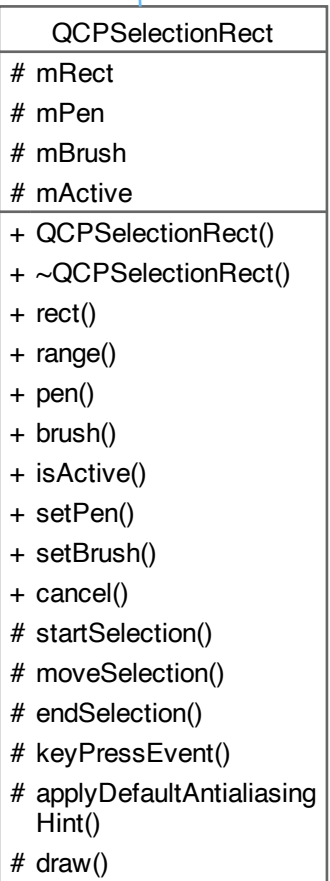 QCPSelectionRect
# mRect
# mPen
# mBrush
# mActive
+ QCPSelectionRect()
+ ~QCPSelectionRect()
+ rect()
+ range()
+ pen()
+ brush()
+ isActive()
+ setPen()
+ setBrush()
+ cancel()
# startSelection()
# moveSelection()
# endSelection()
# keyPressEvent()
# applyDefaultAntialiasing
Hint()
# draw()